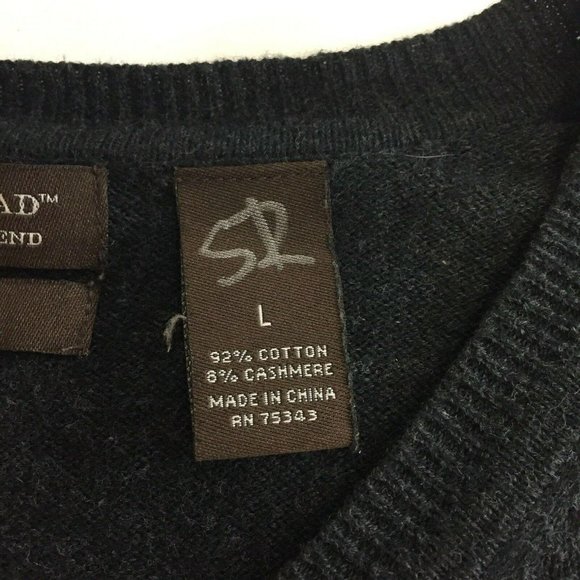 AD™
END
SR
L
92% COTTON
8% CASHMERE
MADE IN CHINA
RN 75343